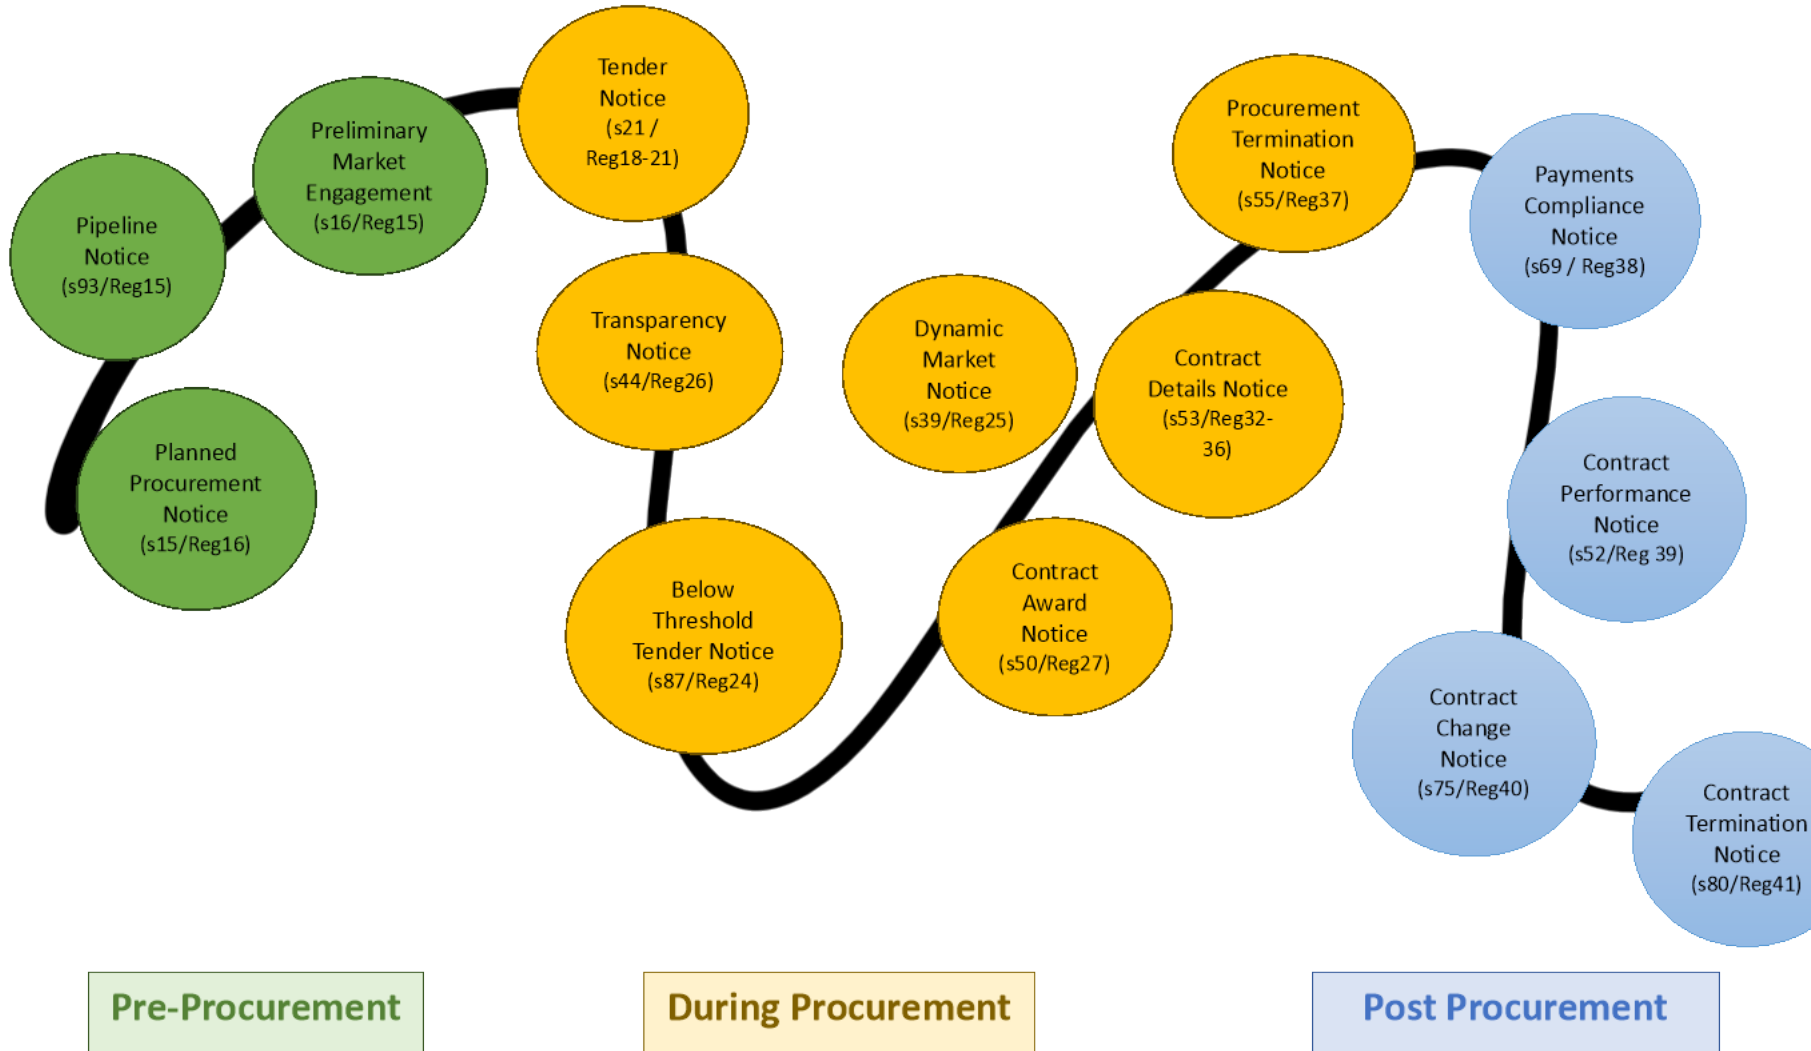 Pipeline
Notice
(s93/Reg15)
Planned
Procurement
Notice
(s15/Reg16)
Preliminary
Market
Engagement
(s16/Reg15)
Tender
Notice
(s21 /
Reg18-21)
Transparency
Notice
(s44/Reg26)
Below
Threshold
Tender Notice
(s87/Reg24)
Dynamic
Market
Notice
(s39/Reg25)
Contract
Award
Notice
(s50/Reg27)
Contract
Details Notice
(s53/Reg32-
36)
Procurement
Termination
Notice
(s55/Reg37)
Payments
Compliance
Notice
(s69 / Reg38)
Contract
Performance
Notice
(s52/Reg 39)
Contract
Change
Notice
(s75/Reg40)
Contract
Termination
Notice
(s80/Reg41)
Pre-Procurement
During Procurement
Post Procurement